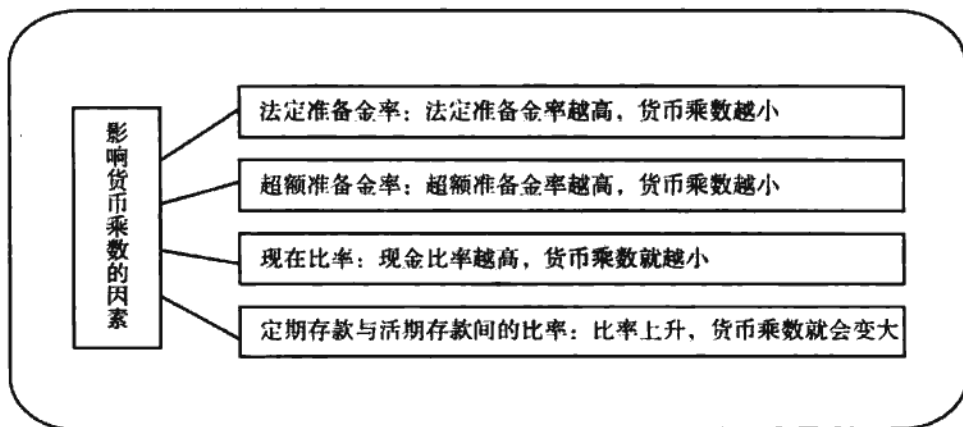 影响货币乘数的因素
法定准备金率：法定准备金率越高，货币乘数越小
超额准备金率：超额准备金率越高，货币乘数越小
现在比率：现金比率越高，货币乘数就越小
定期存款与活期存款间的比率：比率上升，货币乘数就会变大